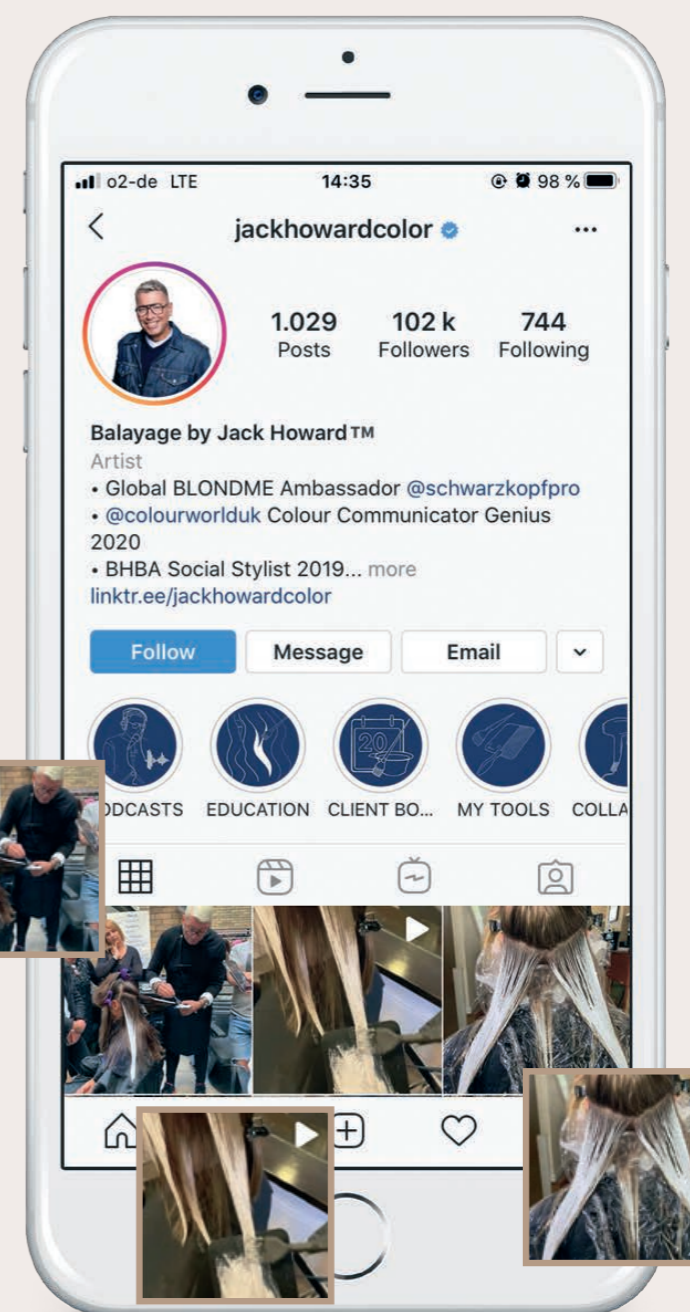 o2-de LTE 14:35 98 %
jackhowardcolor
1.029 102 k 744
Posts Followers Following
Balayage by Jack Howard™
Artist
• Global BLONDME Ambassador @schwarzkopfpro
• @colourworlduk Colour Communicator Genius
2020
• BHBA Social Stylist 2019... more
linktr.ee/jackhowardcolor
Follow Message Email
20
ODCASTS EDUCATION CLIENT BO... MY TOOLS COLLA